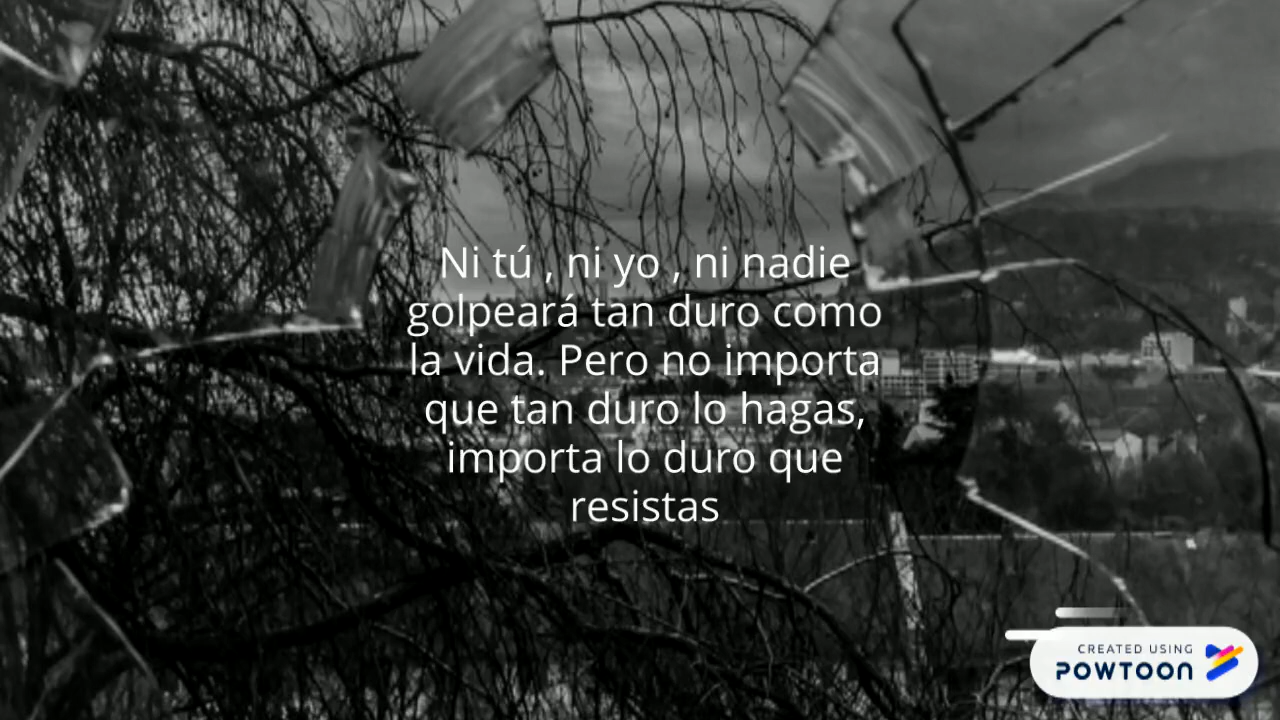 Ni tú , ni yo , ni nadie
golpeará tan duro como
la vida. Pero no importa
que tan duro lo hagas,
importa lo duro que
resistas
CREATED USING
POWTOON